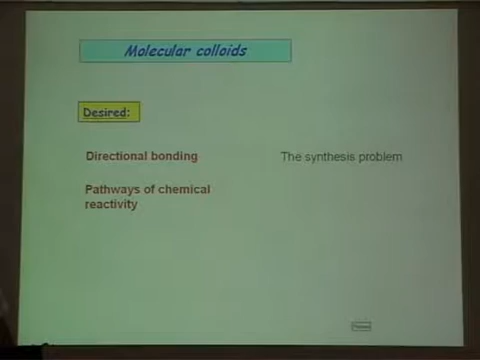 Molecular colloids
Desired:
Directional bonding
The synthesis problem
Pathways of chemical
reactivity